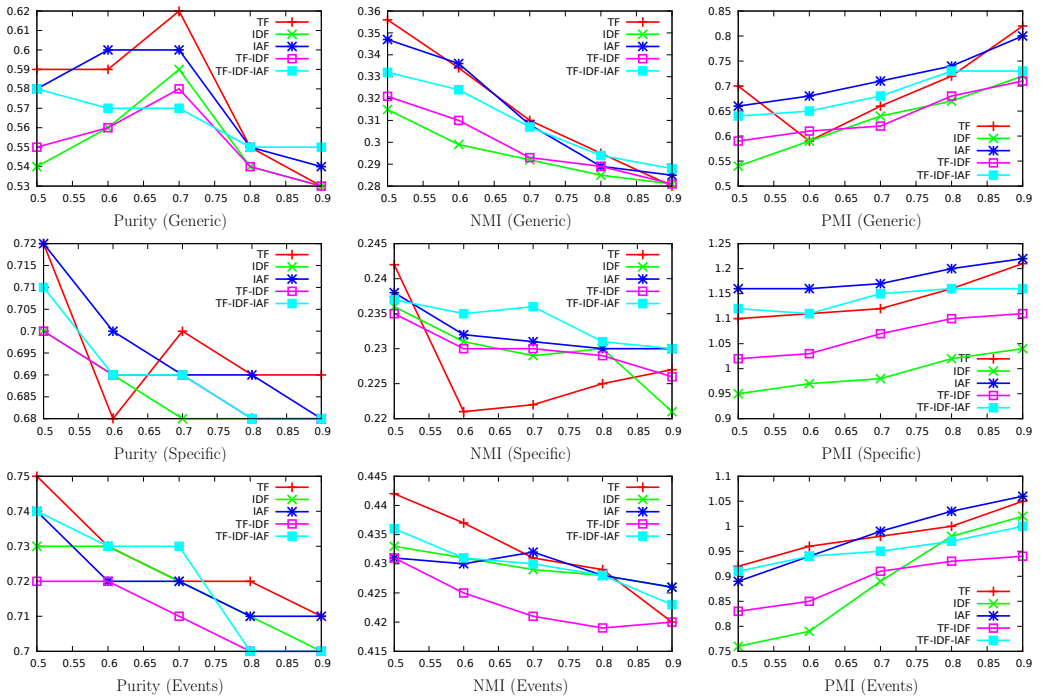 0.62
0.61
0.6
0.59
0.58
0.57
0.56
0.55
0.54
0.53
TF
IDF
IAF
TF-IDF
TF-IDF-IAF
0.5 0.55 0.6 0.65 0.7 0.75 0.8 0.85 0.9
Purity (Generic)
0.36
0.35
0.34
0.33
0.32
0.31
0.3
0.29
0.28
TF
IDF
IAF
TF-IDF
TF-IDF-IAF
0.5 0.55 0.6 0.65 0.7 0.75 0.8 0.85 0.9
NMI (Generic)
0.85
0.8
0.75
0.7
0.65
0.6
0.55
0.5
TF
IDF
IAF
TF-IDF
TF-IDF-IAF
0.5 0.55 0.6 0.65 0.7 0.75 0.8 0.85 0.9
PMI (Generic)
0.72
0.715
0.71
0.705
0.7
0.695
0.69
0.685
0.68
TF
IDF
IAF
TF-IDF
TF-IDF-IAF
0.5 0.55 0.6 0.65 0.7 0.75 0.8 0.85 0.9
Purity (Specific)
0.245
0.24
0.235
0.23
0.225
0.22
TF
IDF
IAF
TF-IDF
TF-IDF-IAF
0.5 0.55 0.6 0.65 0.7 0.75 0.8 0.85 0.9
NMI (Specific)
1.25
1.2
1.15
1.1
1.05
1
0.95
0.9
TF
IDF
IAF
TF-IDF
TF-IDF-IAF
0.5 0.55 0.6 0.65 0.7 0.75 0.8 0.85 0.9
PMI (Specific)
0.75
0.74
0.73
0.72
0.71
0.7
TF
IDF
IAF
TF-IDF
TF-IDF-IAF
0.5 0.55 0.6 0.65 0.7 0.75 0.8 0.85 0.9
Purity (Events)
0.445
0.44
0.435
0.43
0.425
0.42
0.415
TF
IDF
IAF
TF-IDF
TF-IDF-IAF
0.5 0.55 0.6 0.65 0.7 0.75 0.8 0.85 0.9
NMI (Events)
1.1
1.05
1
0.95
0.9
0.85
0.8
0.75
TF
IDF
IAF
TF-IDF
TF-IDF-IAF
0.5 0.55 0.6 0.65 0.7 0.75 0.8 0.85 0.9
PMI (Events)